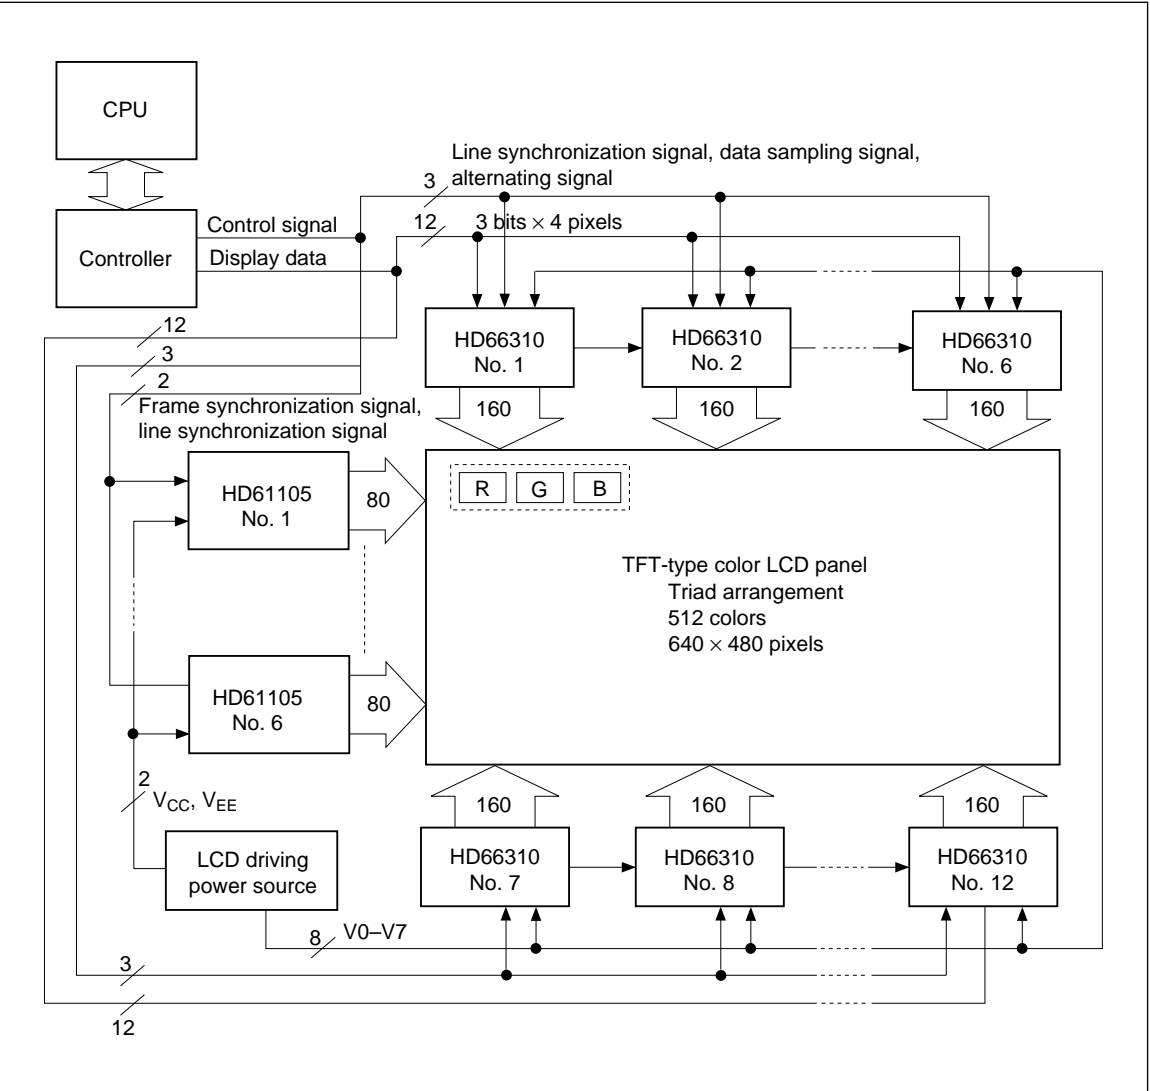 CPU
Line synchronization signal, data sampling signal,
alternating signal
3
Control signal
12
3 bits × 4 pixels
Controller
Display data
12
3
2
HD66310
No. 1
HD66310
No. 2
HD66310
No. 6
Frame synchronization signal,
line synchronization signal
160
160
160
HD61105
No. 1
80
R
G
B
TFT-type color LCD panel
Triad arrangement
512 colors
640 × 480 pixels
HD61105
No. 6
80
2
VCC, VEE
160
160
160
LCD driving
power source
HD66310
No. 7
HD66310
No. 8
HD66310
No. 12
8
V0–V7
3
12